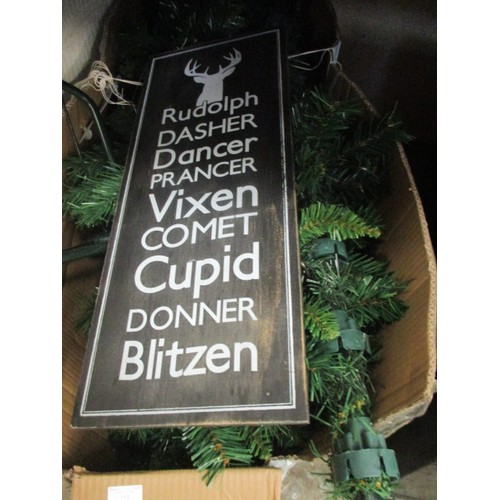 Rudolph
DASHER
Dancer
PRANCER
Vixen
COMET
Cupid
DONNER
Blitzen